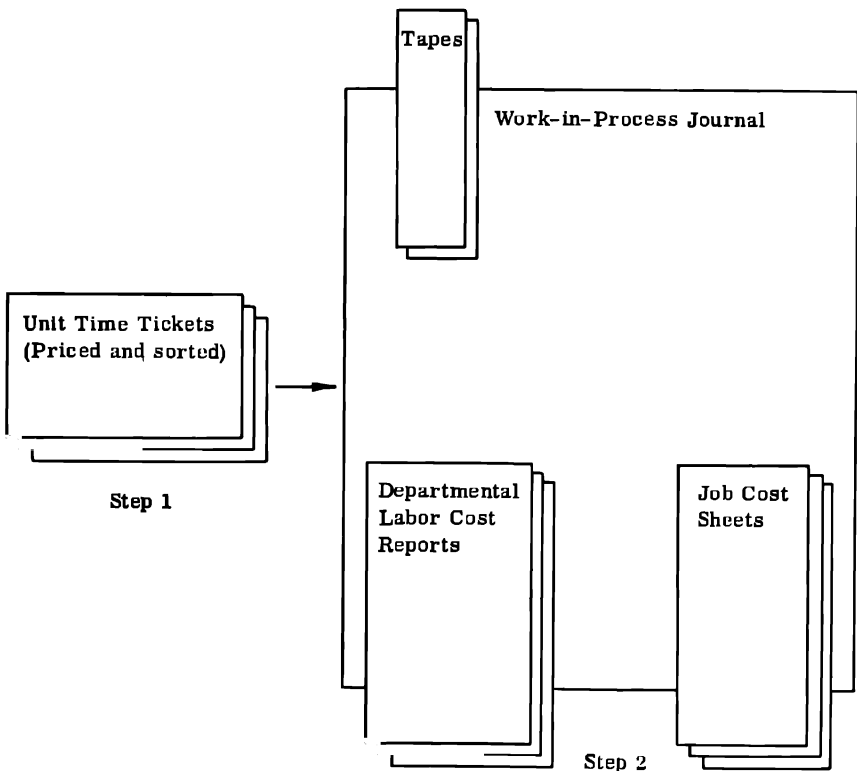 Tapes
Work-in-Process Journal
Unit Time Tickets
(Priced and sorted)
Step 1
Departmental
Labor Cost
Reports
Job Cost
Sheets
Step 2